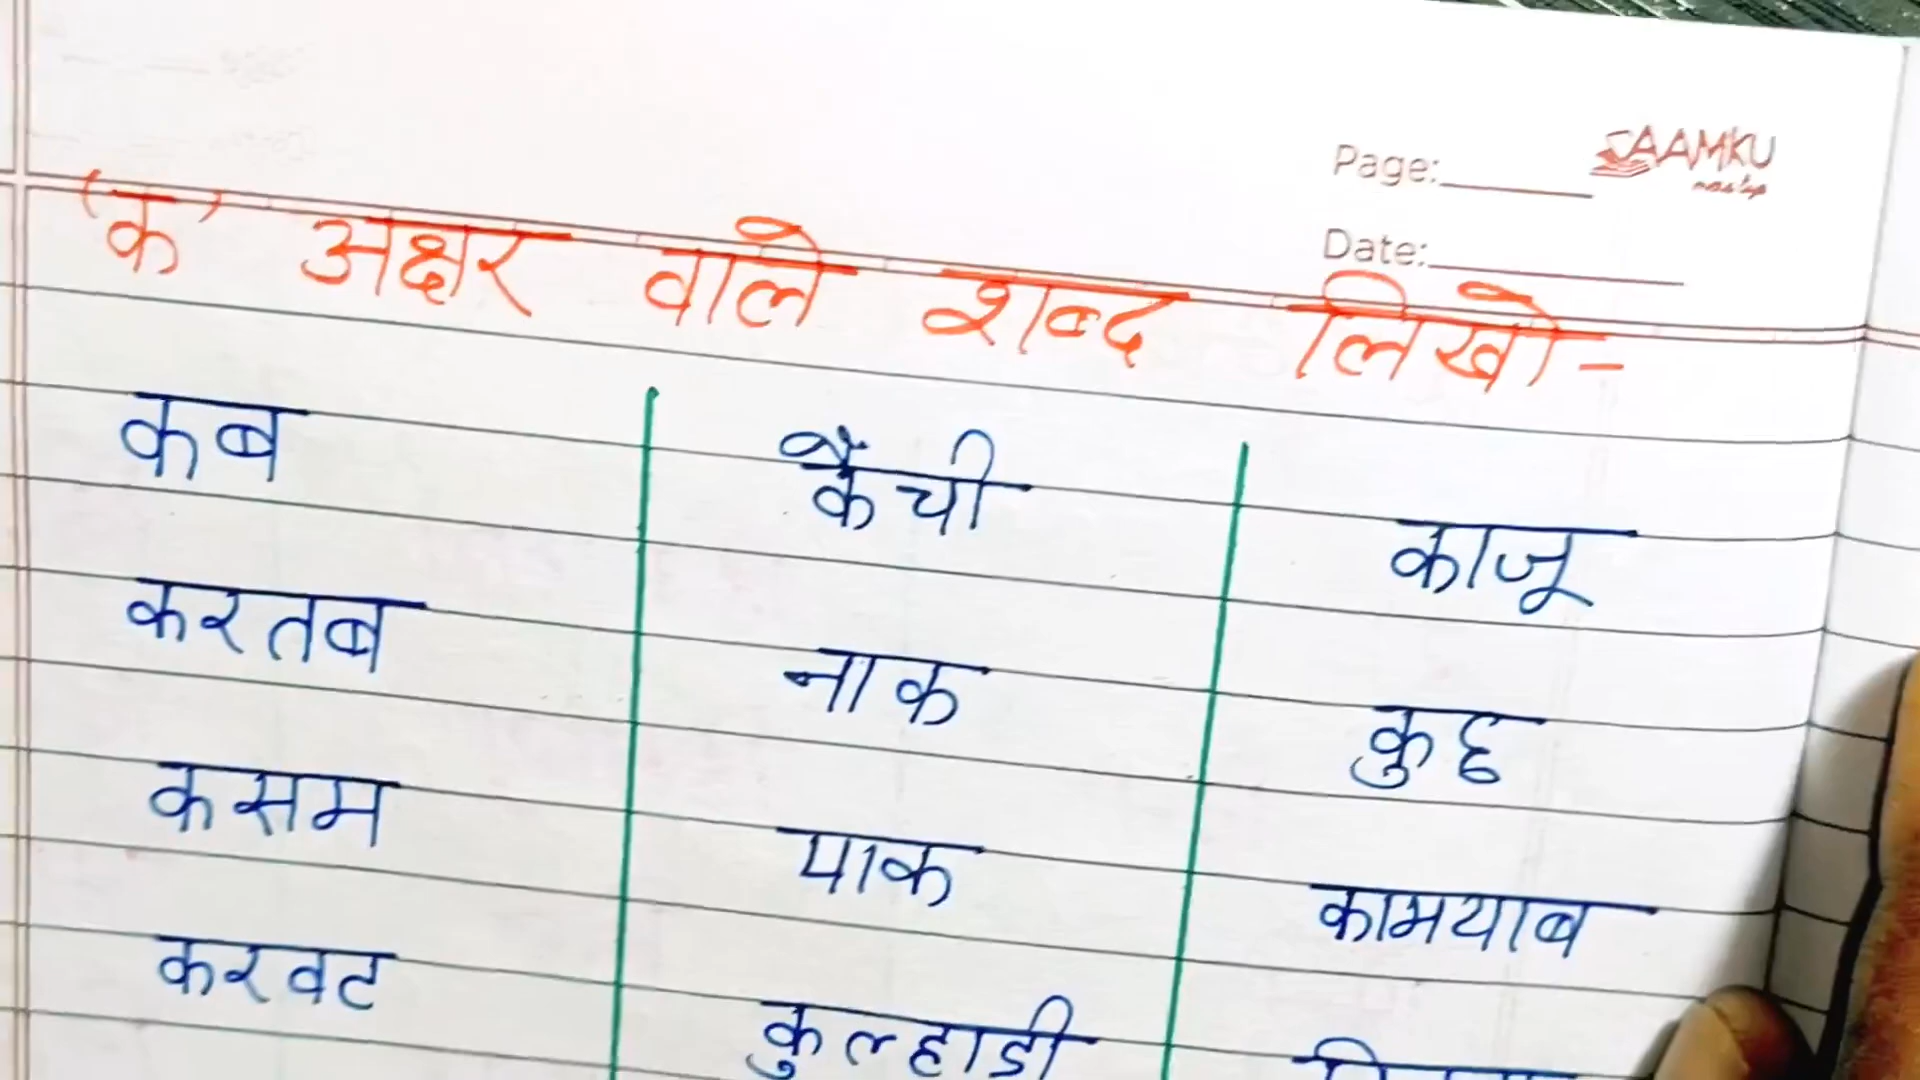 Page:
SAAMKU
Date:
'क' अक्षर वाले शब्द लिखो-
कब कैंची काजू
करतब नाक कुछ
कसम पाक कामयाब
करवट कुल्हाडी